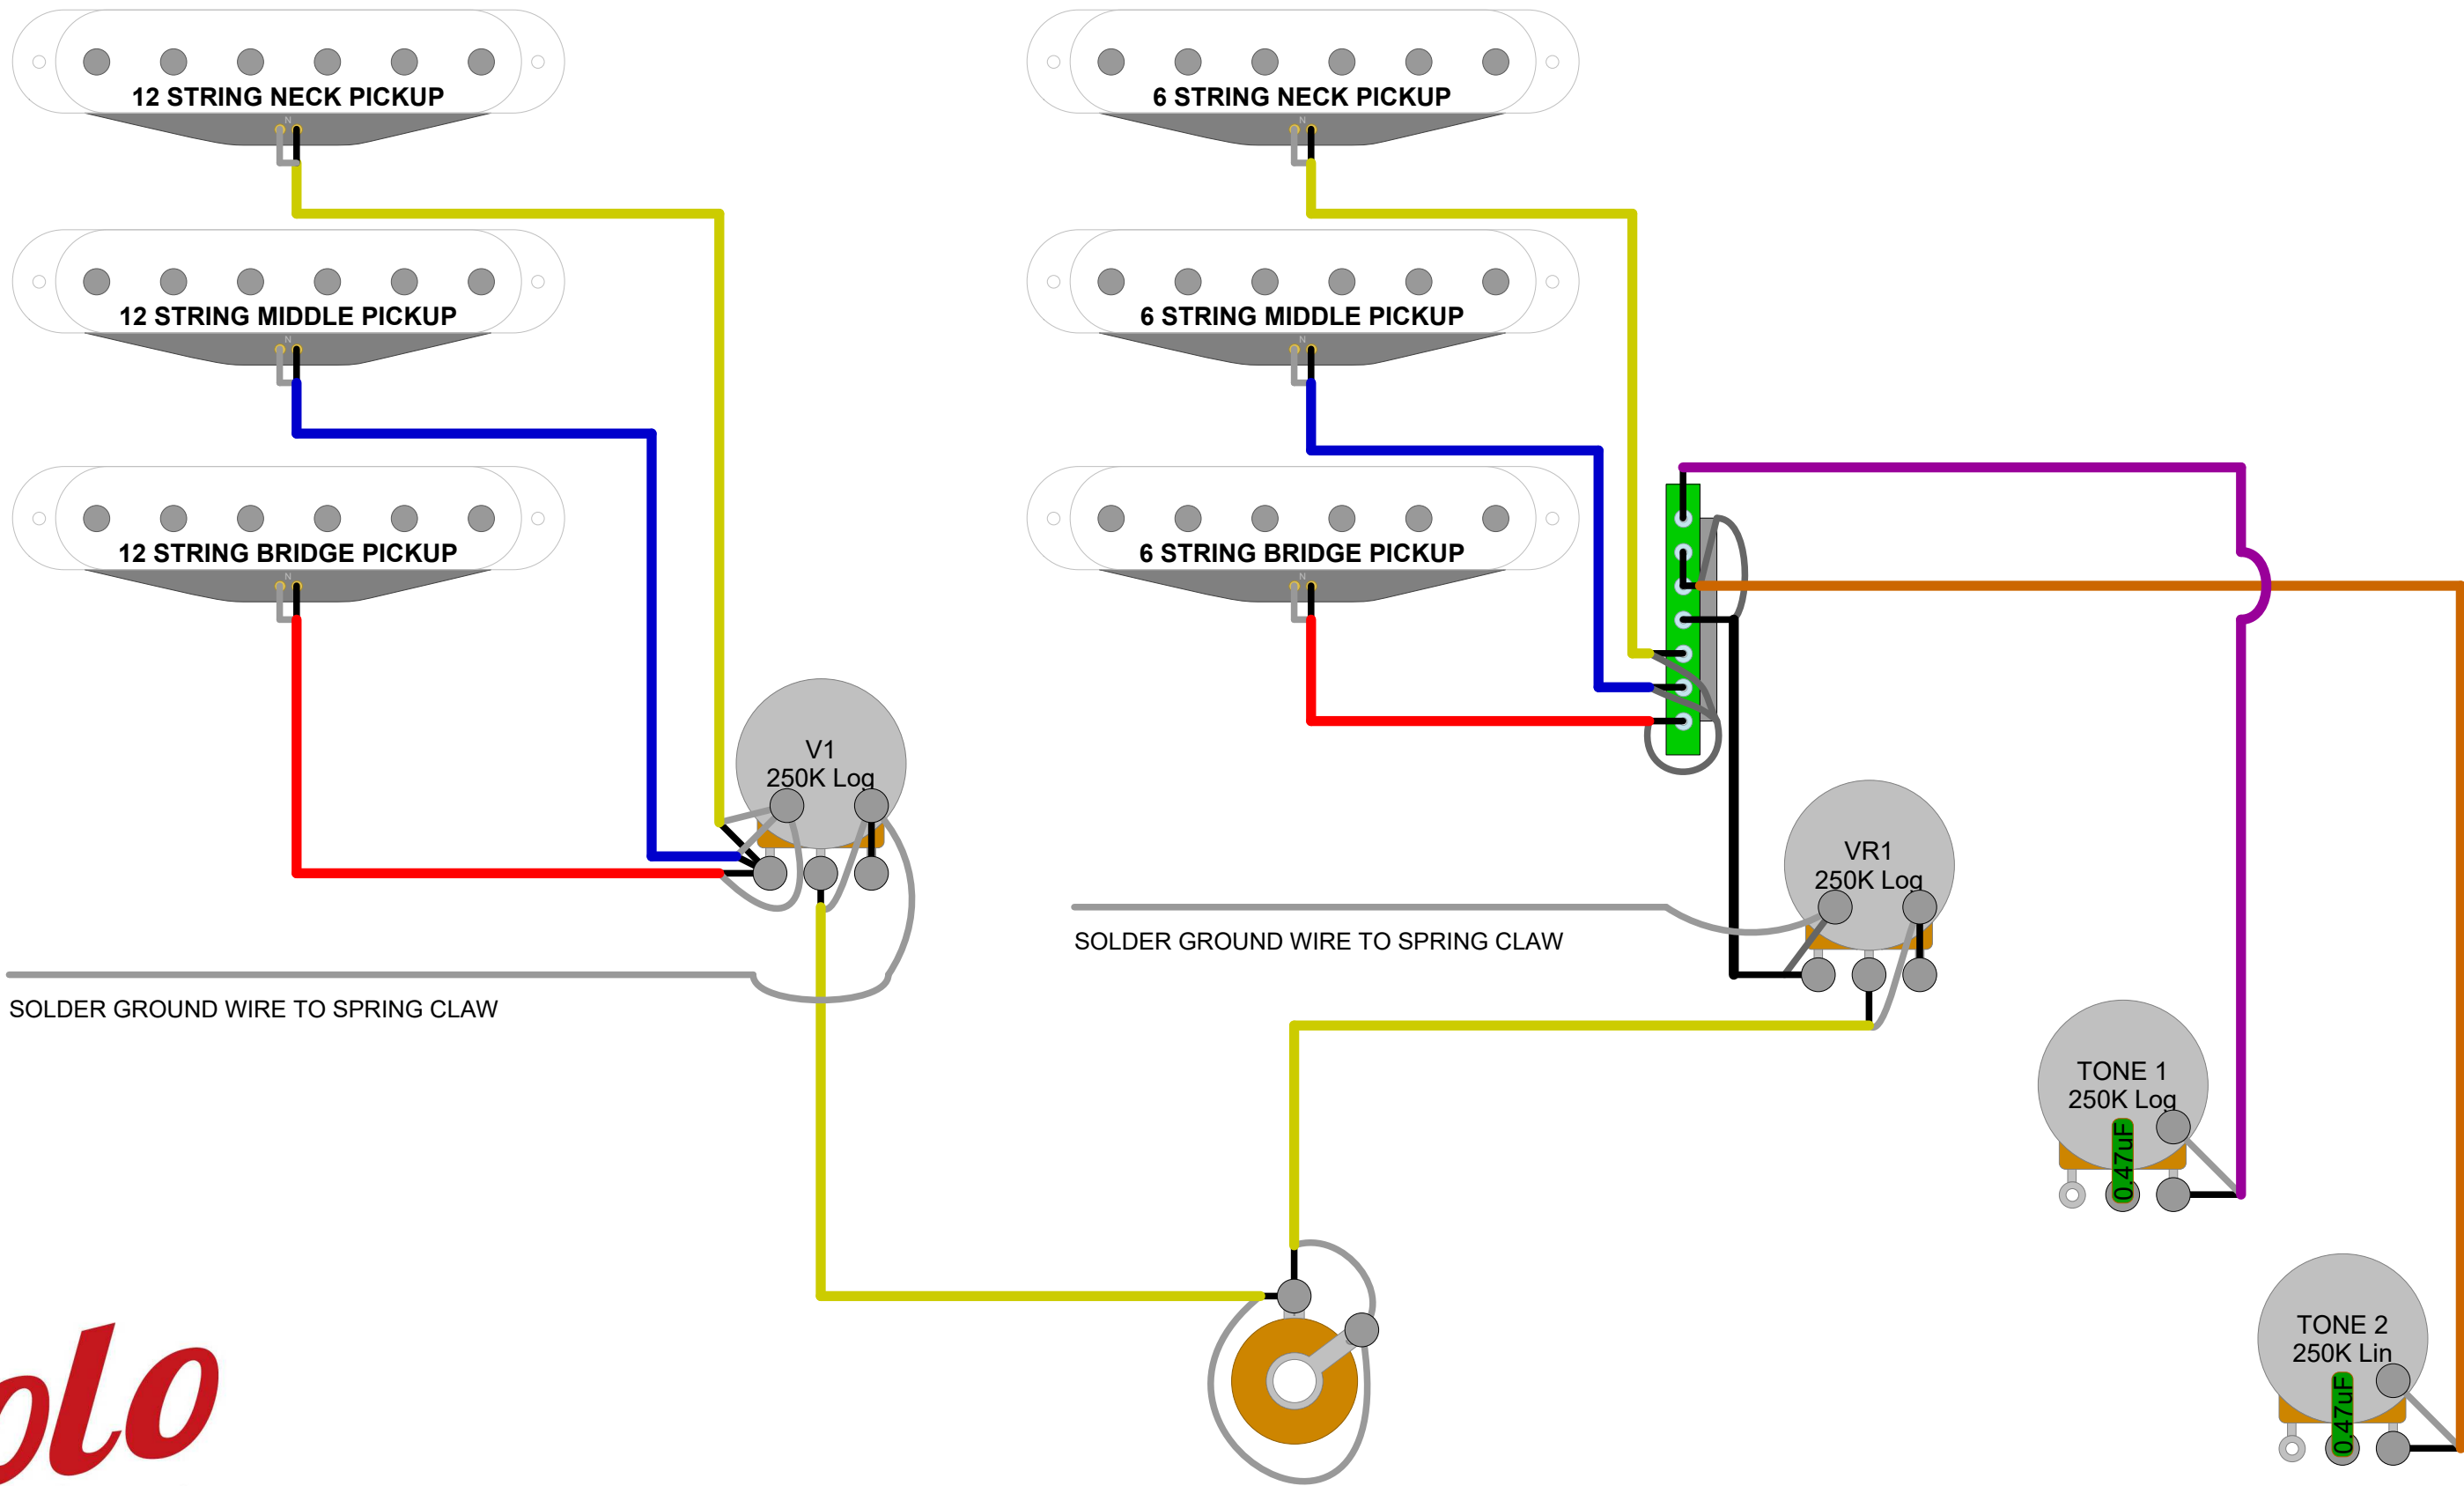 12 STRING NECK PICKUP
6 STRING NECK PICKUP
N
N
12 STRING MIDDLE PICKUP
6 STRING MIDDLE PICKUP
N
N
12 STRING BRIDGE PICKUP
6 STRING BRIDGE PICKUP
N
N
V1
250K Log
VR1
250K Log
SOLDER GROUND WIRE TO SPRING CLAW
SOLDER GROUND WIRE TO SPRING CLAW
TONE 1
250K Log
0.47uF
TONE 2
250K Lin
0.47uF
olo